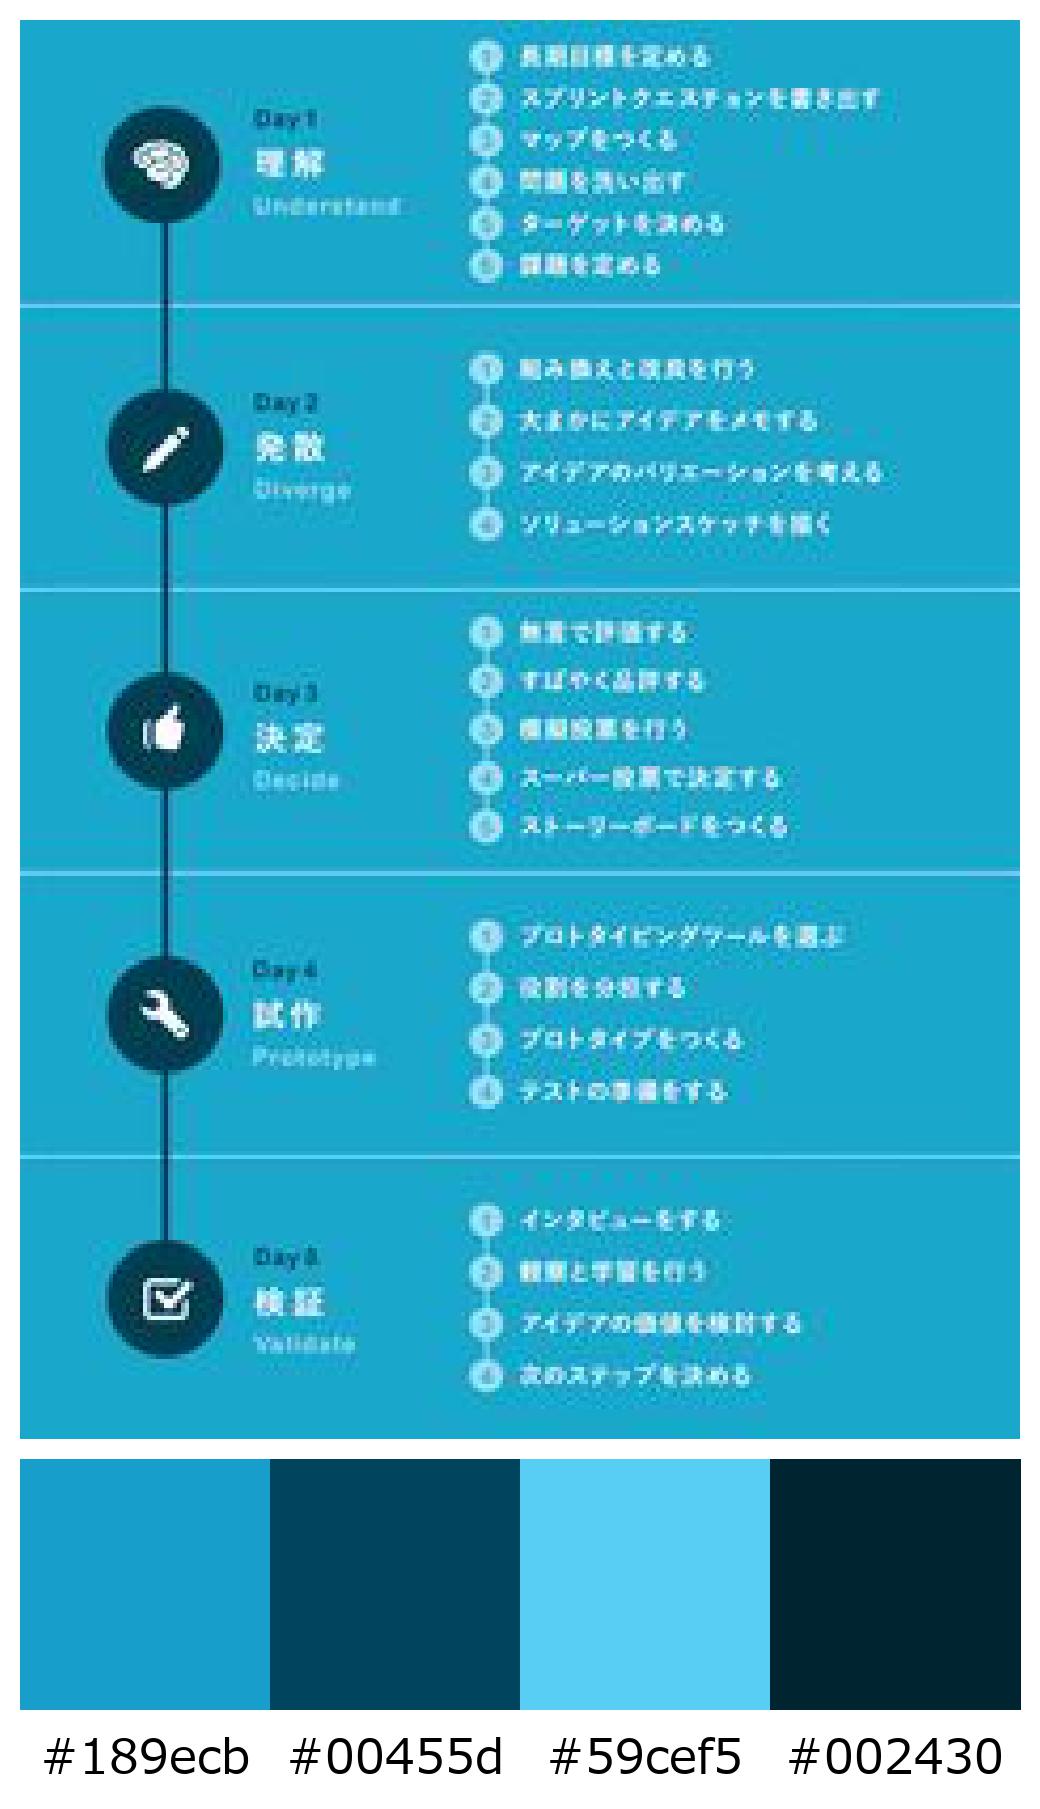 Day 1
理解
Understand
1 長期目標を定める
2 スプリントクエスチョンを書き出す
3 マップをつくる
4 問題を洗い出す
5 ターゲットを決める
6 課題を定める
Day 2
発散
Diverge
1 組み換えと改良を行う
2 大まかにアイデアをメモする
3 アイデアのバリエーションを考える
4 ソリューションスケッチを描く
Day 3
決定
Decide
1 無言で評価する
2 すばやく品評する
3 模擬投票を行う
4 スーパー投票で決定する
5 ストーリーボードをつくる
Day 4
試作
Prototype
1 プロトタイピングツールを選ぶ
2 役割を分担する
3 プロトタイプをつくる
4 テストの準備をする
Day 5
検証
Validate
1 インタビューをする
2 観察と学習を行う
3 アイデアの価値を検討する
4 次のステップを決める
#189ecb #00455d #59cef5 #002430